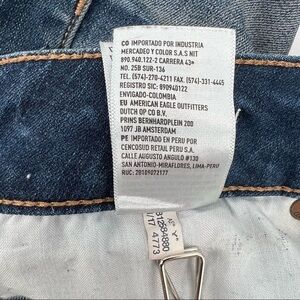 CO IMPORTADO POR INDUSTRIA
MERCADEO Y COLOR S.A.S NIT
890.940.122-2 CARRERA 43*
NO. 25B SUR-136
TEL: (574)-270-4211 FAX. (574)-331-4445
REGISTRO SIC: 890940122
ENVIGADO-COLOMBIA
EU AMERICAN EAGLE OUTFITTERS
DUTCH OP CO B.V.
PRINS BERNHARDPLEIN 200
1097 JB AMSTERDAM
PE IMPORTADO EN PERU POR
CENCOSUD RETAIL PERU S.A.
CALLE AUGUSTO ANGULO #130
SAN ANTONIO-MIRAFLORES, LIMA-PERU
RUC: 20109072177
4773